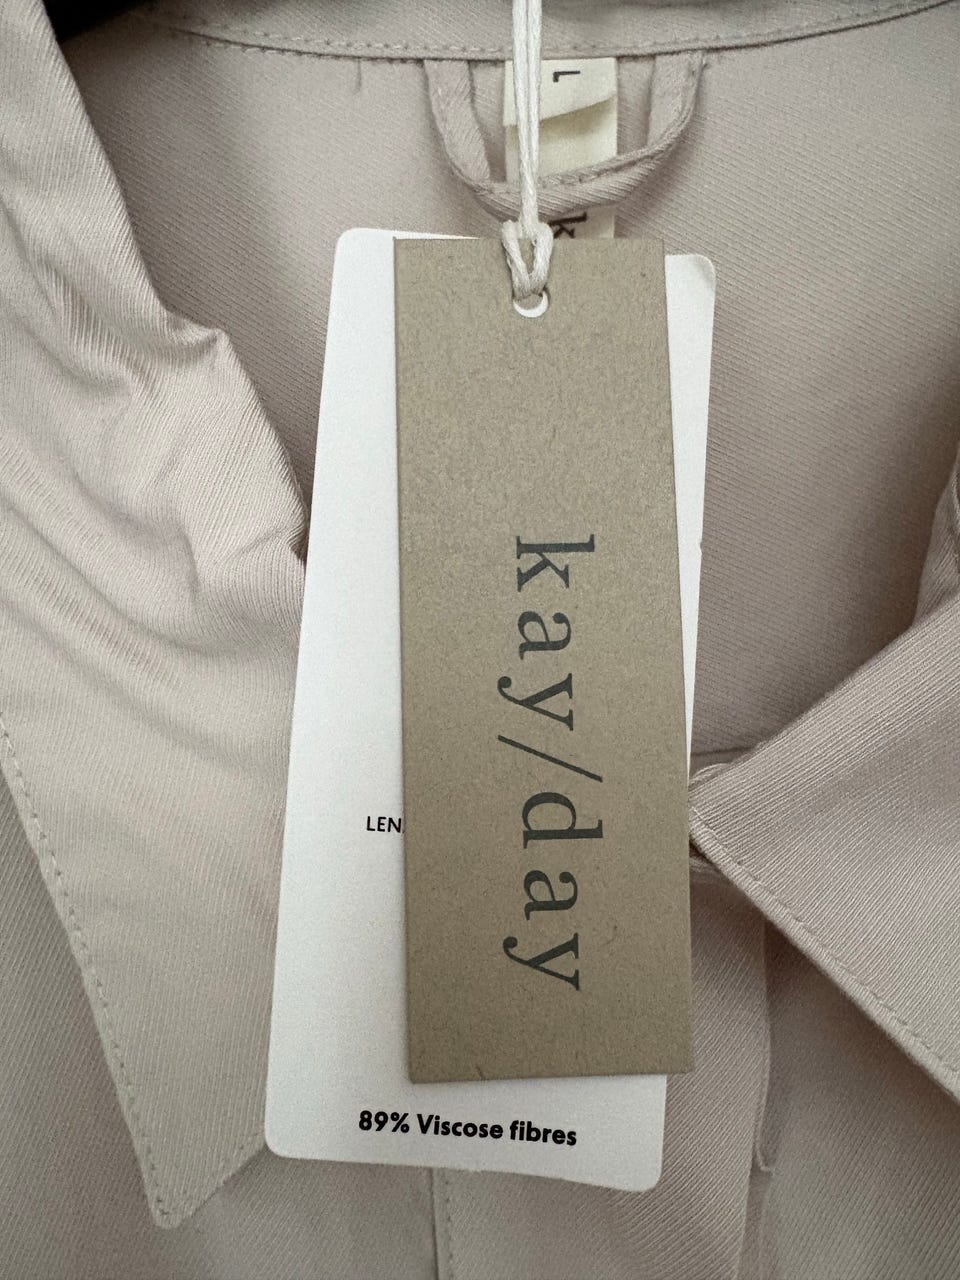 L
k
kay/day
LEN
89% Viscose fibres